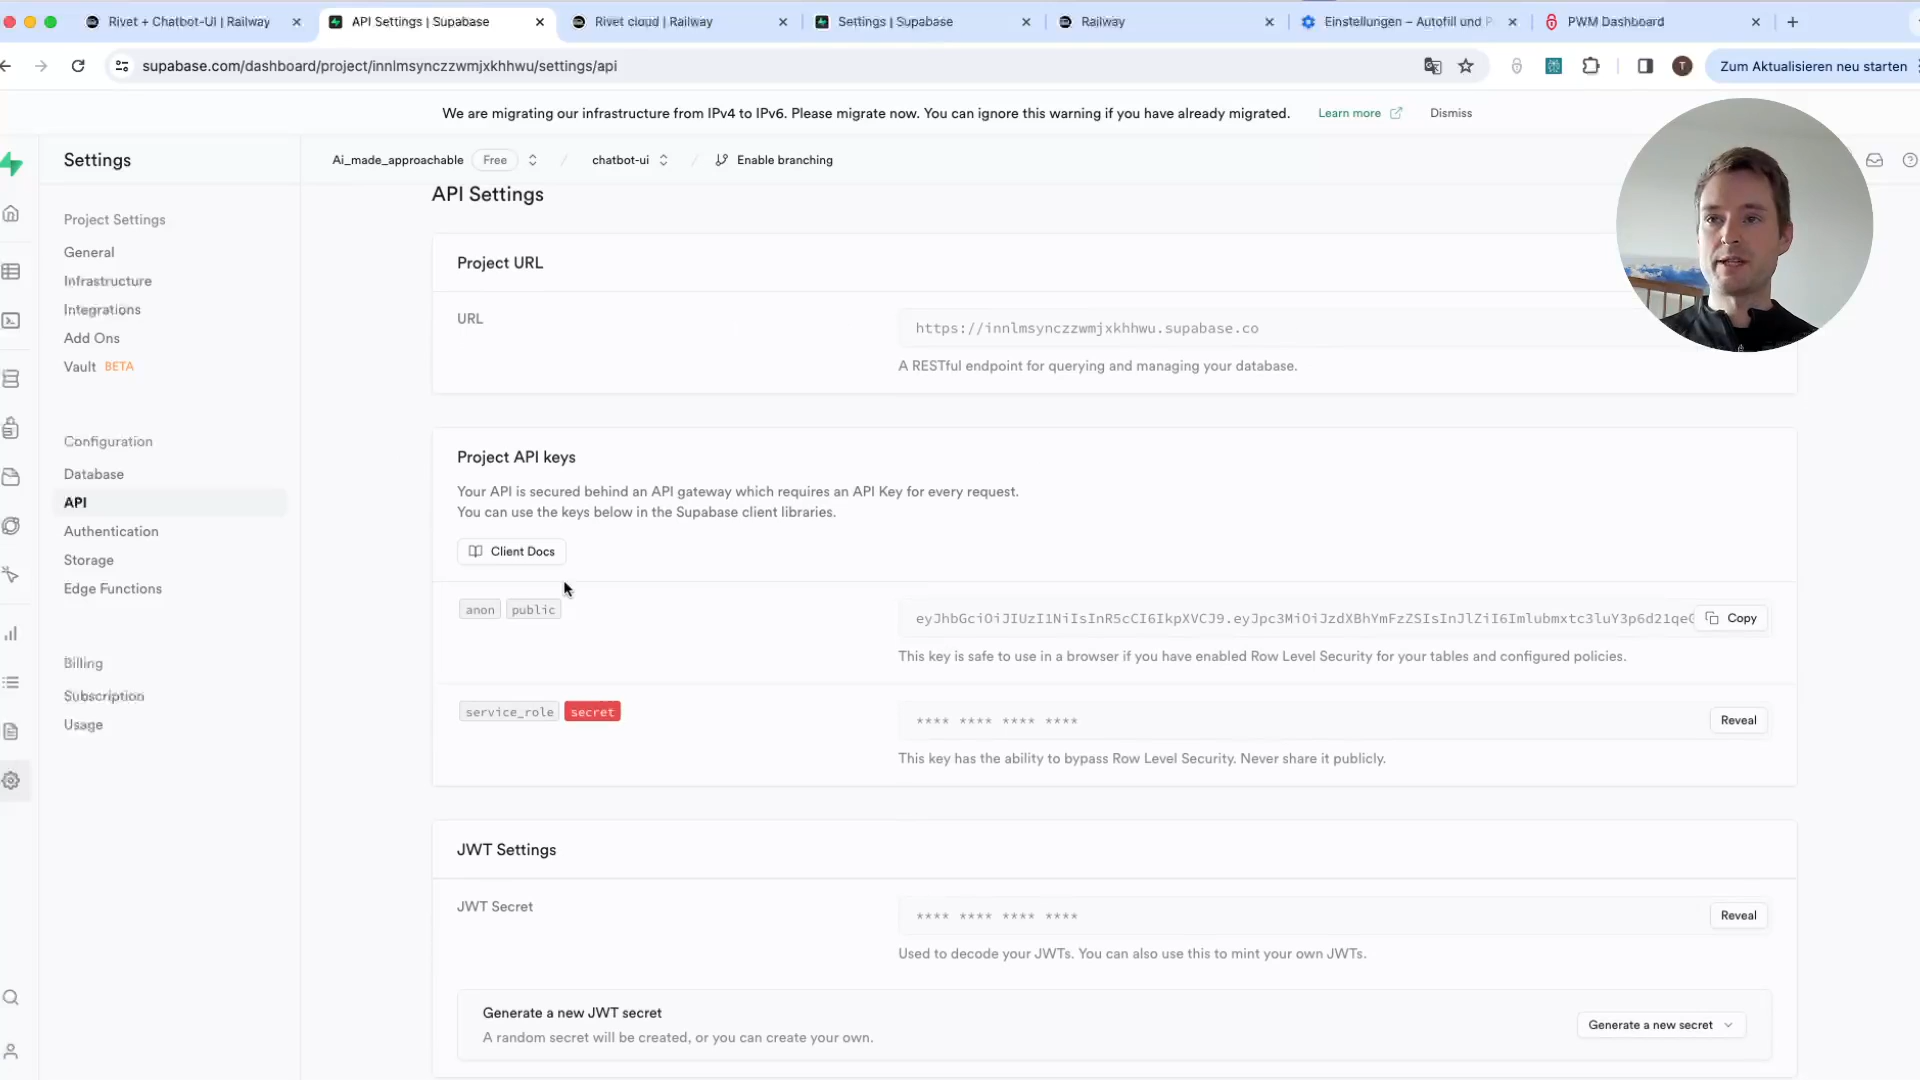 Rivet + Chatbot-UI | Railway
API Settings | Supabase
Rivet cloud | Railway
Settings | Supabase
Railway
Einstellungen – Autofill und P
PWM Dashboard
supabase.com/dashboard/project/innlmsynczzwmjxkhhwu/settings/api
T
Zum Aktualisieren neu starten
We are migrating our infrastructure from IPv4 to IPv6. Please migrate now. You can ignore this warning if you have already migrated.
Learn more
Dismiss
Settings
Ai_made_approachable
Free
chatbot-ui
Enable branching
Project Settings
General
Infrastructure
Integrations
Add Ons
Vault BETA
Configuration
Database
API
Authentication
Storage
Edge Functions
Billing
Subscription
Usage
API Settings
Project URL
URL
https://innlmsynczzwmjxkhhwu.supabase.co
A RESTful endpoint for querying and managing your database.
Project API keys
Your API is secured behind an API gateway which requires an API Key for every request.
You can use the keys below in the Supabase client libraries.
Client Docs
anon public
eyJhbGciOiJIUzI1NiIsInR5cCI6IkpXVCJ9.eyJpc3MiOiJzdXBhYmFzZSIsInJlZiI6Imlubmxtc3luY3p6d21qe
Copy
This key is safe to use in a browser if you have enabled Row Level Security for your tables and configured policies.
service_role secret
**** **** **** ****
Reveal
This key has the ability to bypass Row Level Security. Never share it publicly.
JWT Settings
JWT Secret
**** **** **** ****
Reveal
Used to decode your JWTs. You can also use this to mint your own JWTs.
Generate a new JWT secret
A random secret will be created, or you can create your own.
Generate a new secret